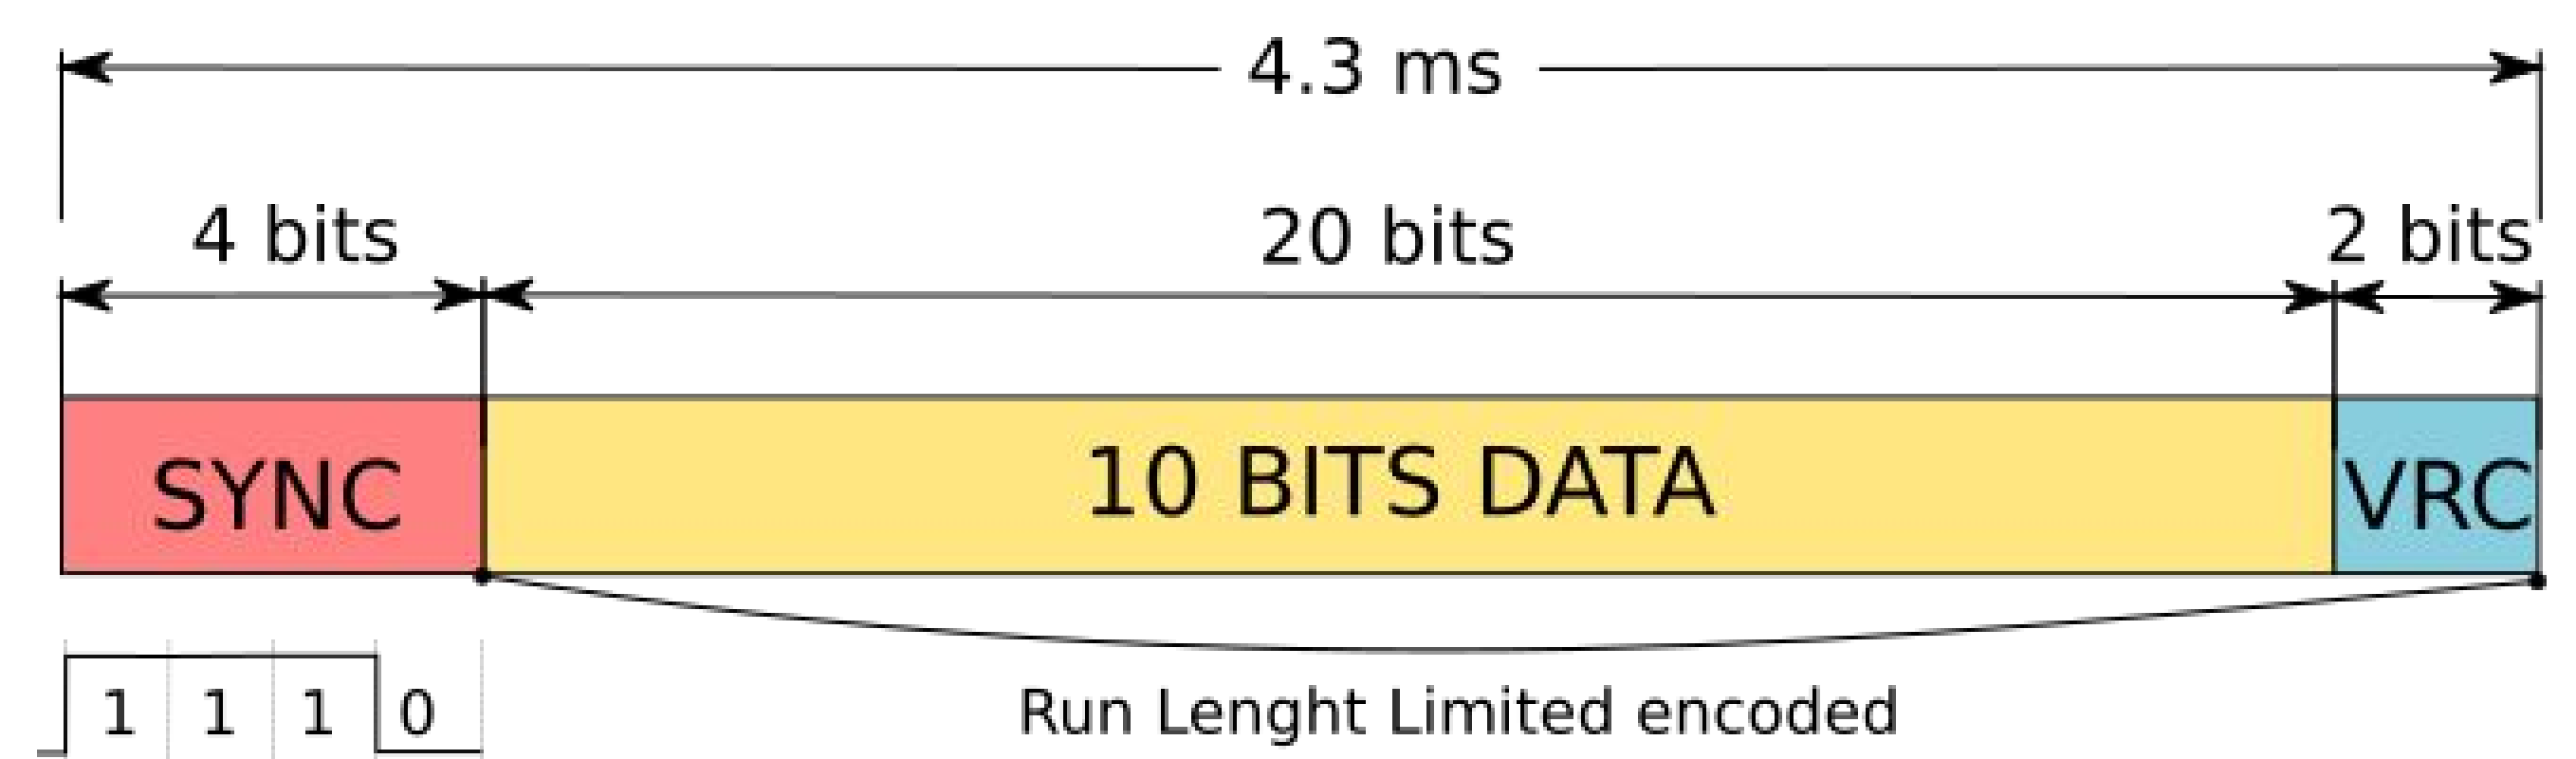 4.3 ms
4 bits 20 bits 2 bits
SYNC 10 BITS DATA VRC
1 1 1 0
Run Lenght Limited encoded